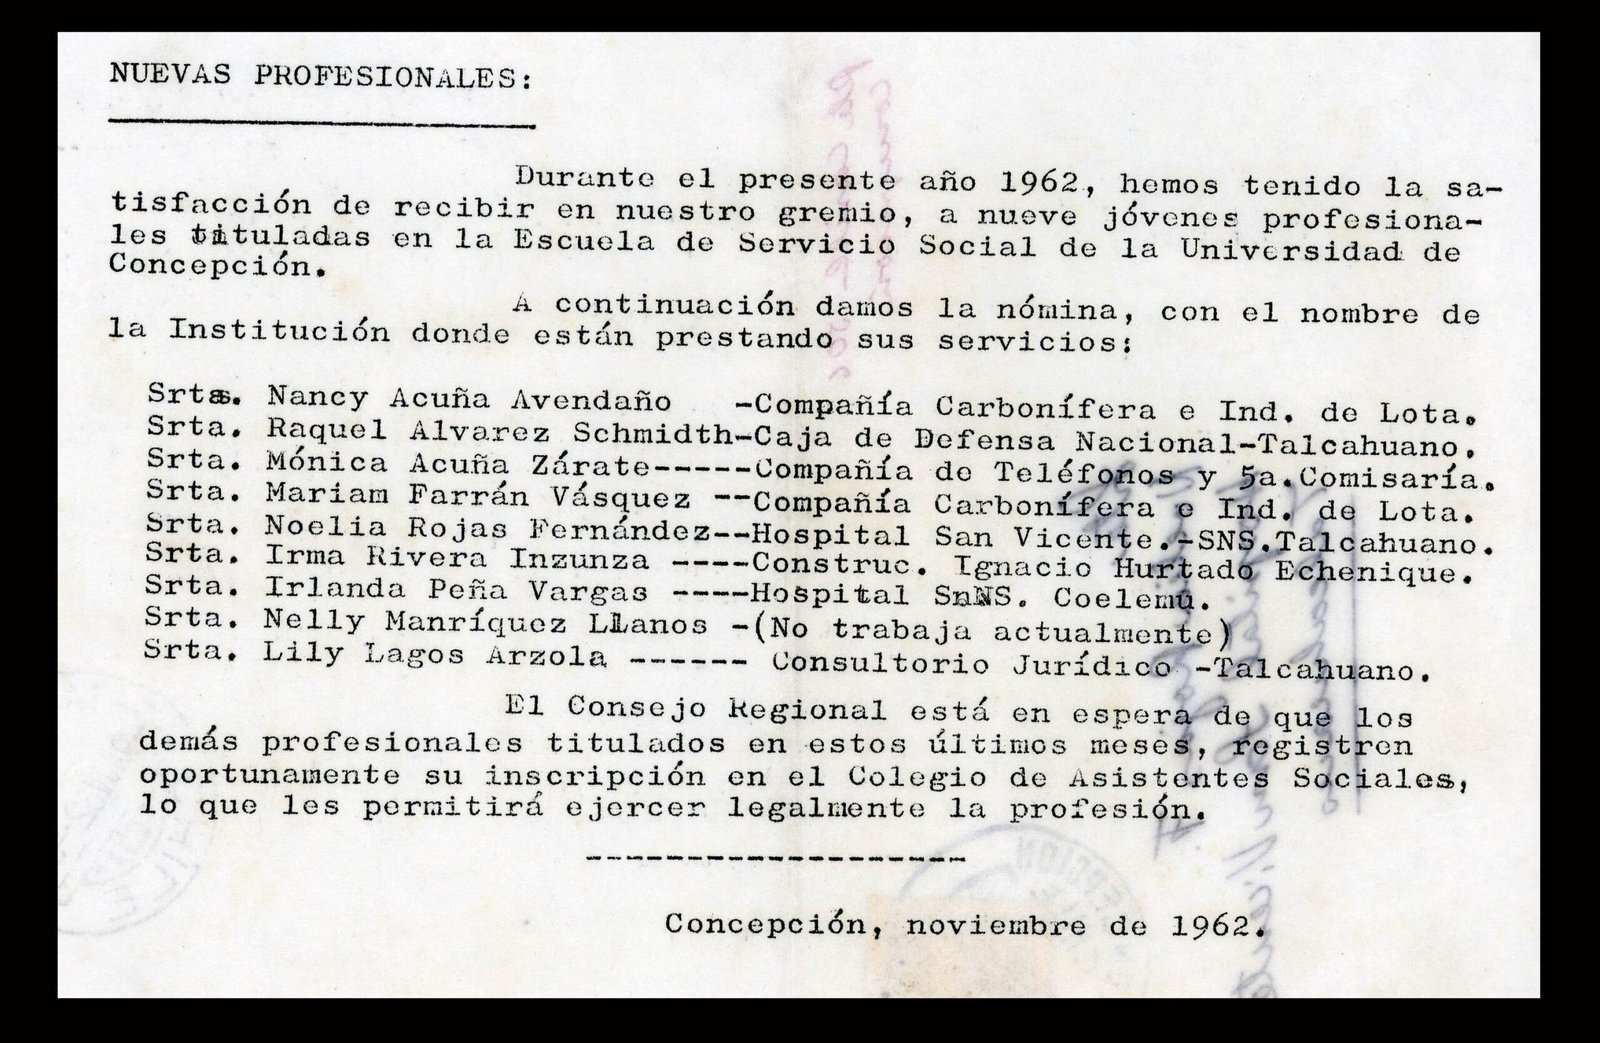 NUEVAS PROFESIONALES:
Durante el presente año 1962, hemos tenido la sa-
tisfacción de recibir en nuestro gremio, a nueve jóvenes profesiona-
les tituladas en la Escuela de Servicio Social de la Universidad de
Concepción.
A continuación damos la nómina, con el nombre de
la Institución donde están prestando sus servicios:
Srta. Nancy Acuña Avendaño -Compañía Carbonífera e Ind. de Lota.
Srta. Raquel Alvarez Schmidth-Caja de Defensa Nacional-Talcahuano.
Srta. Mónica Acuña Zárate-----Compañía de Teléfonos y 5a.Comisaría.
Srta. Mariam Farrán Vásquez --Compañía Carbonífera e Ind. de Lota.
Srta. Noelia Rojas Fernández--Hospital San Vicente.-SNS.Talcahuano.
Srta. Irma Rivera Inzunza ----Construc. Ignacio Hurtado Echenique.
Srta. Irlanda Peña Vargas ----Hospital SNS. Coelemu.
Srta. Nelly Manríquez Llanos -(No trabaja actualmente)
Srta. Lily Lagos Arzola ------ Consultorio Jurídico -Talcahuano.
El Consejo Regional está en espera de que los
demás profesionales titulados en estos últimos meses, registren
oportunamente su inscripción en el Colegio de Asistentes Sociales,
lo que les permitirá ejercer legalmente la profesión.
--------------------
Concepción, noviembre de 1962.